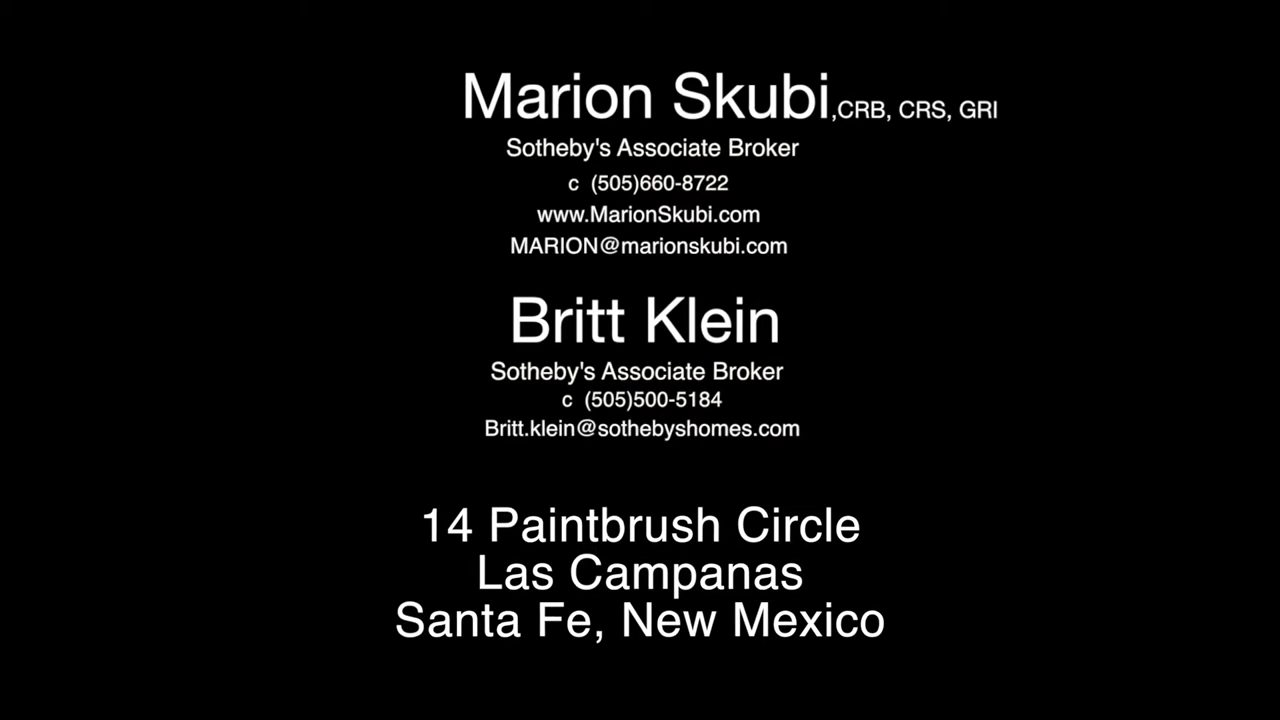 Marion Skubi,CRB, CRS, GRI
Sotheby's Associate Broker
c (505)660-8722
www.MarionSkubi.com
MARION@marionskubi.com
Britt Klein
Sotheby's Associate Broker
c (505)500-5184
Britt.klein@sothebyshomes.com
14 Paintbrush Circle
Las Campanas
Santa Fe, New Mexico